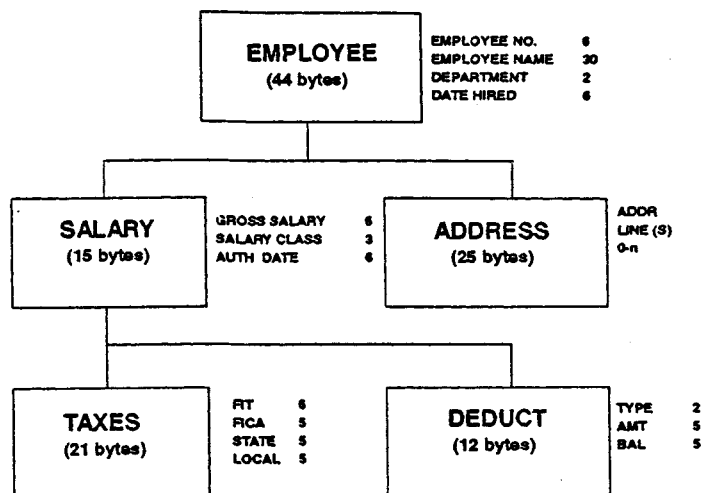 EMPLOYEE
(44 bytes)
EMPLOYEE NO. 6
EMPLOYEE NAME 30
DEPARTMENT 2
DATE HIRED 6
SALARY
(15 bytes)
GROSS SALARY 6
SALARY CLASS 3
AUTH DATE 6
ADDRESS
(25 bytes)
ADDR
LINE (S)
0-n
TAXES
(21 bytes)
FIT 6
FICA 5
STATE 5
LOCAL 5
DEDUCT
(12 bytes)
TYPE 2
AMT 5
BAL 5